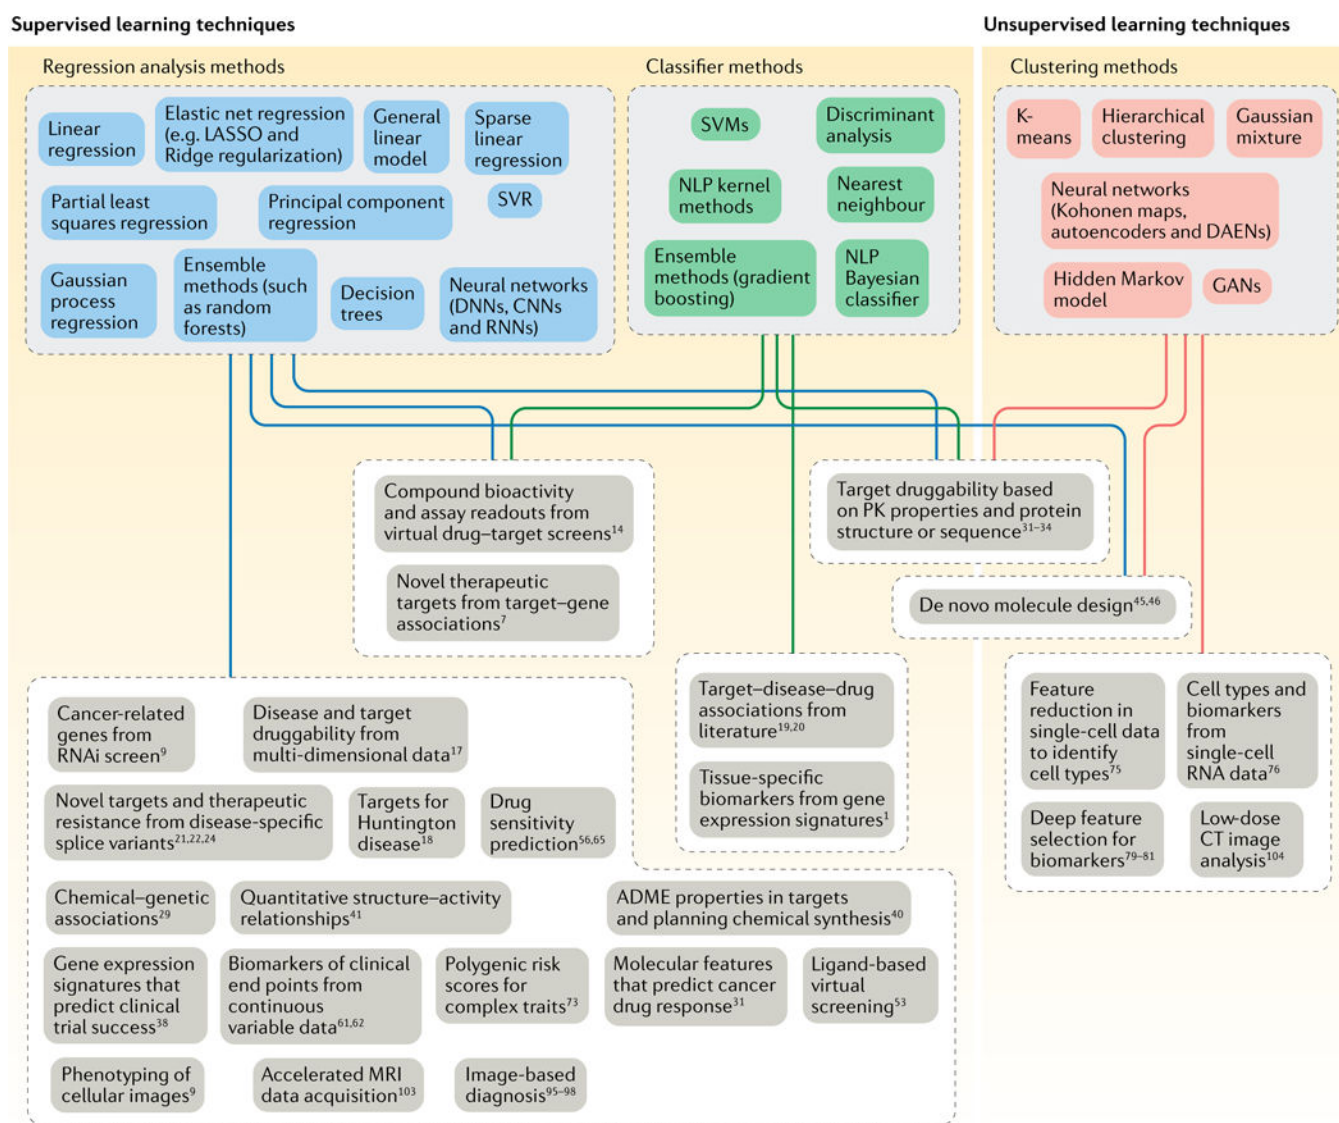 Supervised learning techniques
Unsupervised learning techniques
Regression analysis methods
Classifier methods
Clustering methods
Linear
regression
Elastic net regression
(e.g. LASSO and
Ridge regularization)
General
linear
model
Sparse
linear
regression
Partial least
squares regression
Principal component
regression
SVR
Gaussian
process
regression
Ensemble
methods (such
as random
forests)
Decision
trees
Neural networks
(DNNs, CNNs
and RNNs)
SVMs
Discriminant
analysis
NLP kernel
methods
Nearest
neighbour
Ensemble
methods (gradient
boosting)
NLP
Bayesian
classifier
K-
means
Hierarchical
clustering
Gaussian
mixture
Neural networks
(Kohonen maps,
autoencoders and DAENs)
Hidden Markov
model
GANs
Compound bioactivity
and assay readouts from
virtual drug–target screens14
Novel therapeutic
targets from target–gene
associations7
Target druggability based
on PK properties and protein
structure or sequence31–34
De novo molecule design45,46
Target–disease–drug
associations from
literature19,20
Tissue-specific
biomarkers from gene
expression signatures1
Feature
reduction in
single-cell data
to identify
cell types75
Cell types and
biomarkers
from
single-cell
RNA data76
Deep feature
selection for
biomarkers79–81
Low-dose
CT image
analysis104
Cancer-related
genes from
RNAi screen9
Disease and target
druggability from
multi-dimensional data17
Novel targets and therapeutic
resistance from disease-specific
splice variants21,22,24
Targets for
Huntington
disease18
Drug
sensitivity
prediction56,65
Chemical–genetic
associations29
Quantitative structure–activity
relationships41
ADME properties in targets
and planning chemical synthesis40
Gene expression
signatures that
predict clinical
trial success38
Biomarkers of clinical
end points from
continuous
variable data61,62
Polygenic risk
scores for
complex traits73
Molecular features
that predict cancer
drug response31
Ligand-based
virtual
screening53
Phenotyping of
cellular images9
Accelerated MRI
data acquisition103
Image-based
diagnosis95–98